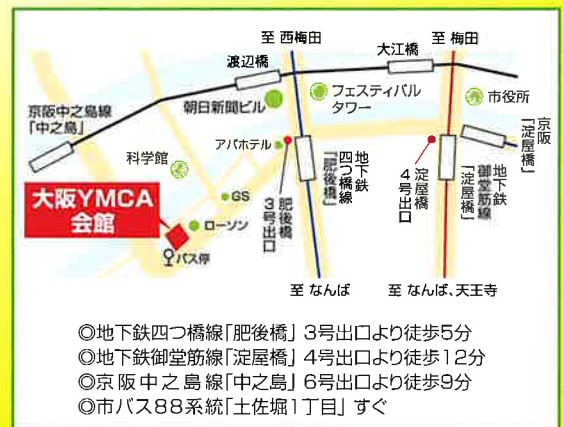 至 西梅田
至 梅田
渡辺橋
大江橋
京阪中之島線
「中之島」
朝日新聞ビル
フェスティバル
タワー
市役所
京阪
「淀屋橋」
科学館
アパホテル
地下鉄
四つ橋線
「肥後橋」
肥後橋
3号出口
淀屋橋
4号出口
地下鉄
御堂筋線
「淀屋橋」
大阪YMCA
会館
GS
ローソン
バス停
至 なんば
至 なんば、天王寺
◎地下鉄四つ橋線「肥後橋」3号出口より徒歩5分
◎地下鉄御堂筋線「淀屋橋」4号出口より徒歩12分
◎京阪中之島線「中之島」6号出口より徒歩9分
◎市バス88系統「土佐堀1丁目」すぐ